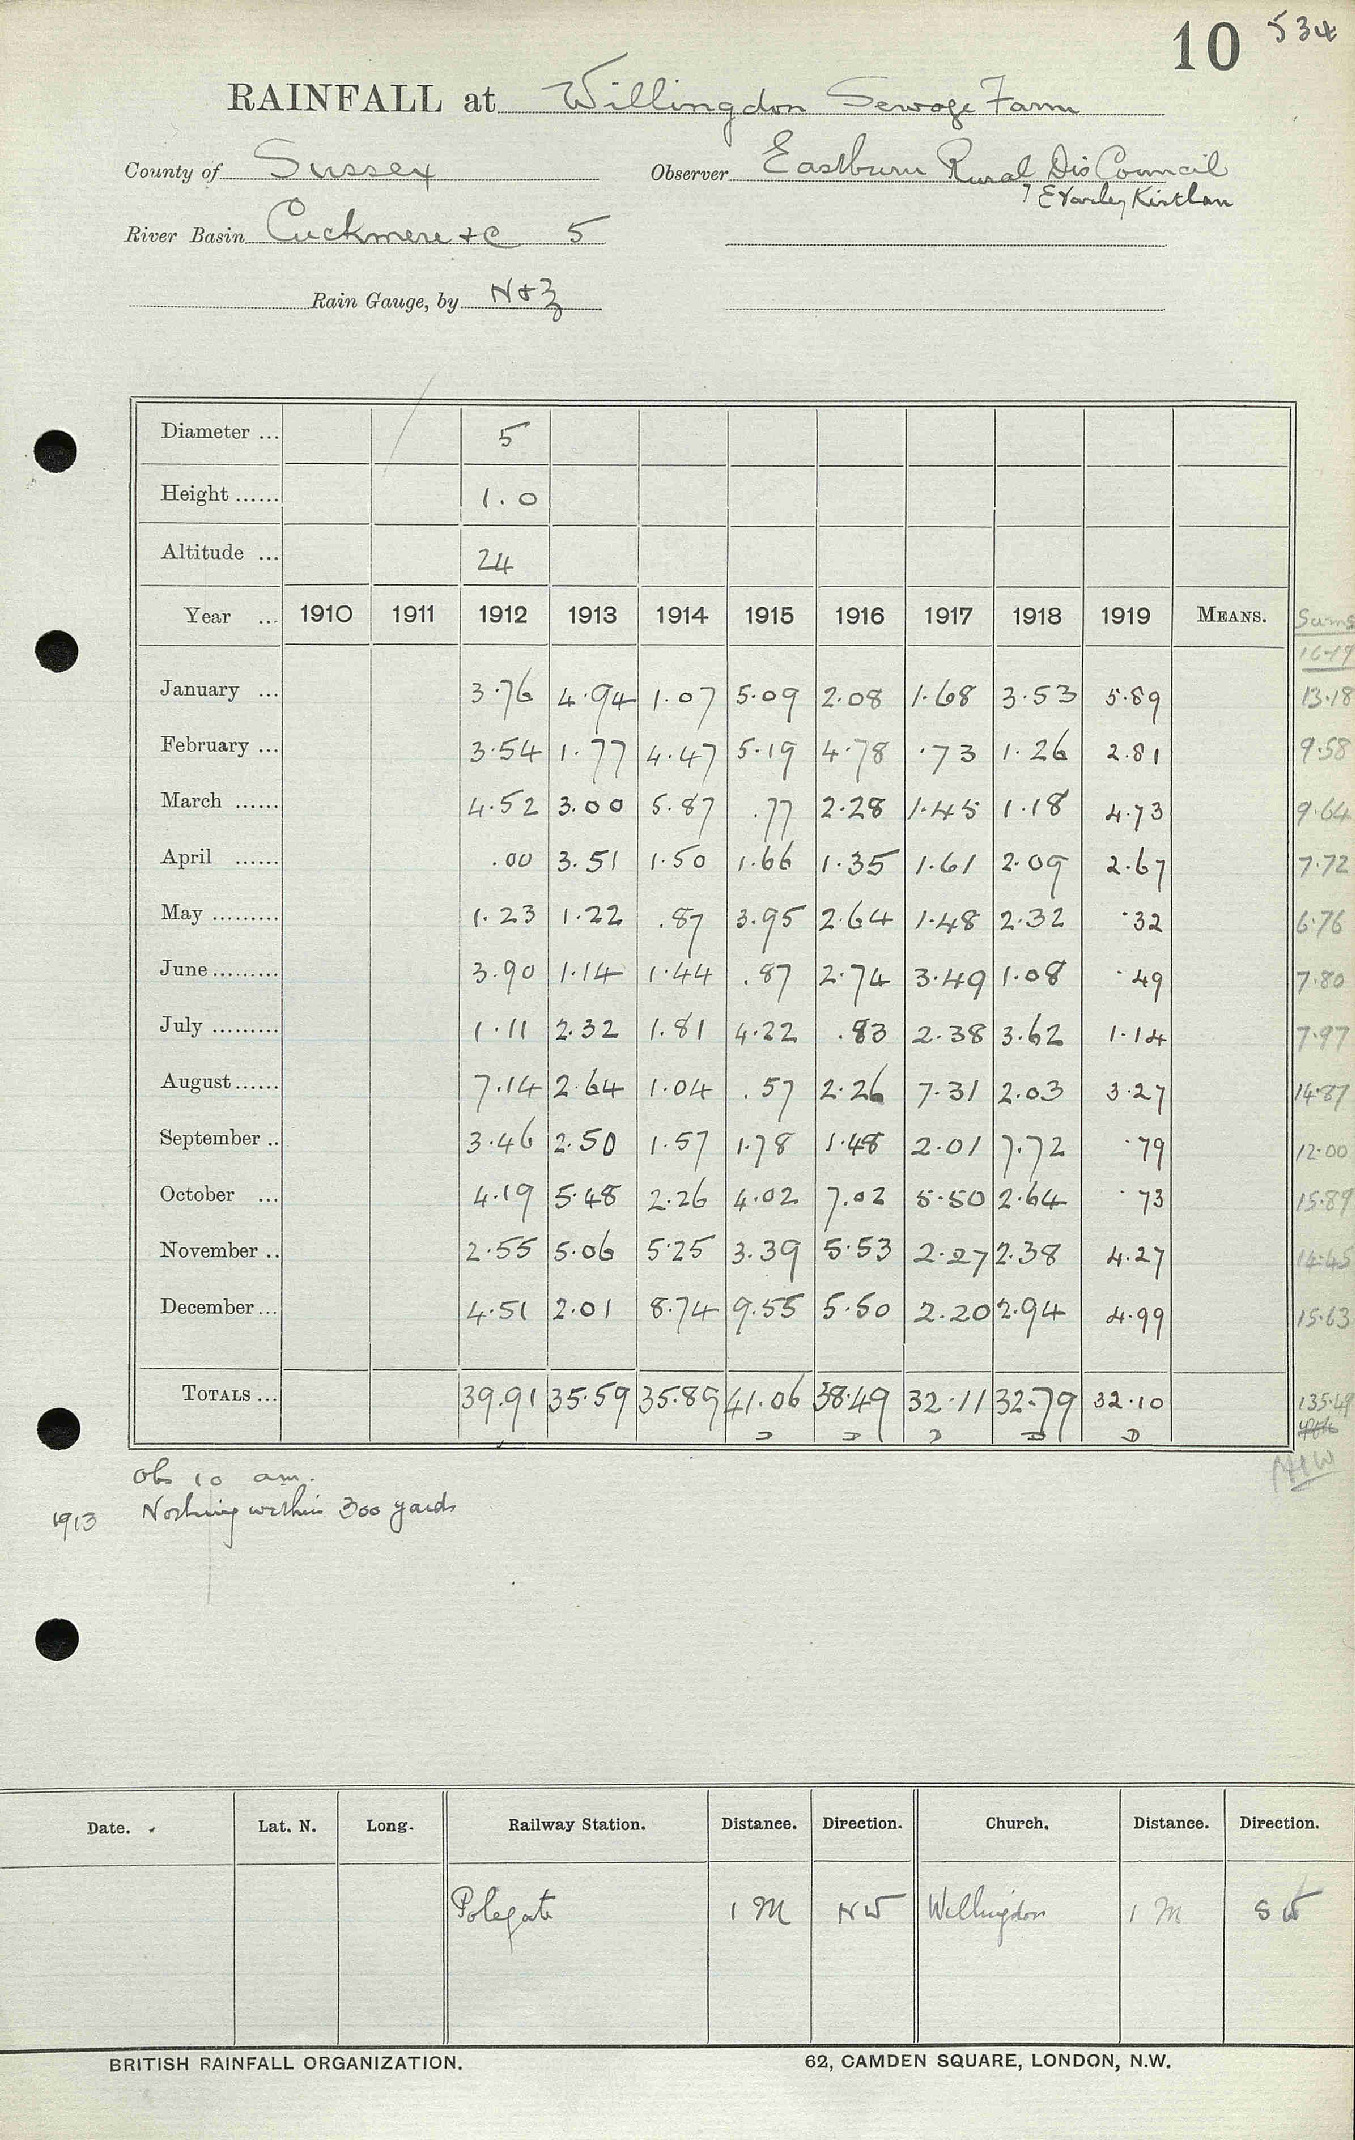 10 534
RAINFALL at Willingdon Sewage Farm
County of Sussex Observer Eastburn Rural Dis Council
River Basin Cuckmere &c 5
Rain Gauge, by N & Z
Diameter ... 5
Height ...... 1.0
Altitude ... 24
Year ... 1910 1911 1912 1913 1914 1915 1916 1917 1918 1919 MEANS. Sums
16-19
January ... 3.76 4.94 1.07 5.09 2.08 1.68 3.53 5.89 13.18
February ... 3.54 1.77 4.47 5.19 4.78 .73 1.26 2.81 9.58
March ...... 4.52 3.00 5.87 .77 2.28 1.45 1.18 4.73 9.64
April ...... .00 3.51 1.50 1.66 1.35 1.61 2.09 2.67 7.72
May ......... 1.23 1.22 .87 3.95 2.64 1.48 2.32 .32 6.76
June ......... 3.90 1.14 1.44 .87 2.74 3.49 1.08 .49 7.80
July ......... 1.11 2.32 1.81 4.22 .83 2.38 3.62 1.14 7.97
August ...... 7.14 2.64 1.04 .57 2.26 7.31 2.03 3.27 14.87
September .. 3.46 2.50 1.57 1.78 1.48 2.01 7.72 .79 12.00
October ... 4.19 5.48 2.26 4.02 7.02 5.50 2.64 .73 15.89
November .. 2.55 5.06 5.25 3.39 5.53 2.27 2.38 4.27 14.45
December ... 4.51 2.01 8.74 9.55 5.50 2.20 2.94 4.99 15.63
TOTALS ... 39.91 35.59 35.89 41.06 38.49 32.11 32.79 32.10 135.49
Ob 10 am.
1913 Nothing within 300 yards
Date. Lat. N. Long. Railway Station. Distance. Direction. Church. Distance. Direction.
Polegate 1 M NW Willingdon 1 M SW
BRITISH RAINFALL ORGANIZATION. 62, CAMDEN SQUARE, LONDON, N.W.